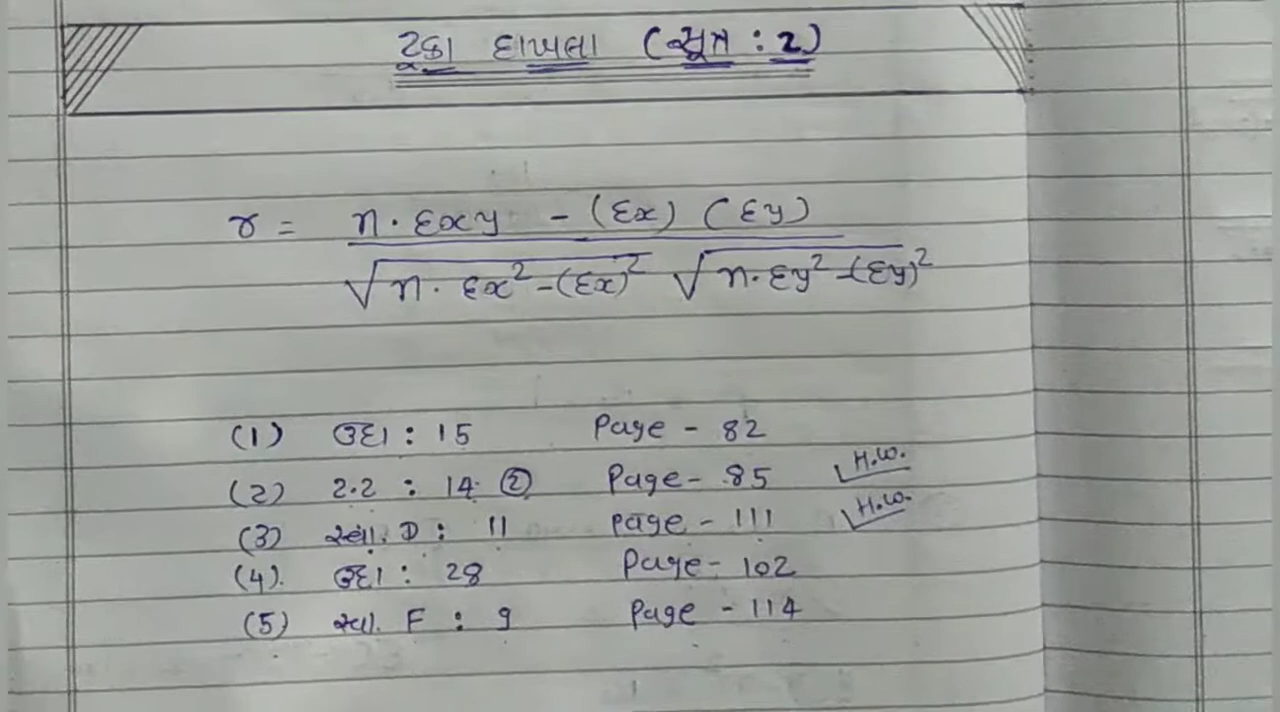 ટૂંકા દાખલા (સૂત્ર : 2)
r = n · Σxy - (Σx) (Σy) / √n · Σx² - (Σx)² √n · Σy² - (Σy)²
(1) ઉદા : 15 Page - 82
(2) 2.2 : 14 ② Page - 85 H.W.
(3) સ્વા. D : 11 Page - 111 H.W.
(4). ઉદા : 28 Page - 102
(5) સ્વા. F : 9 Page - 114